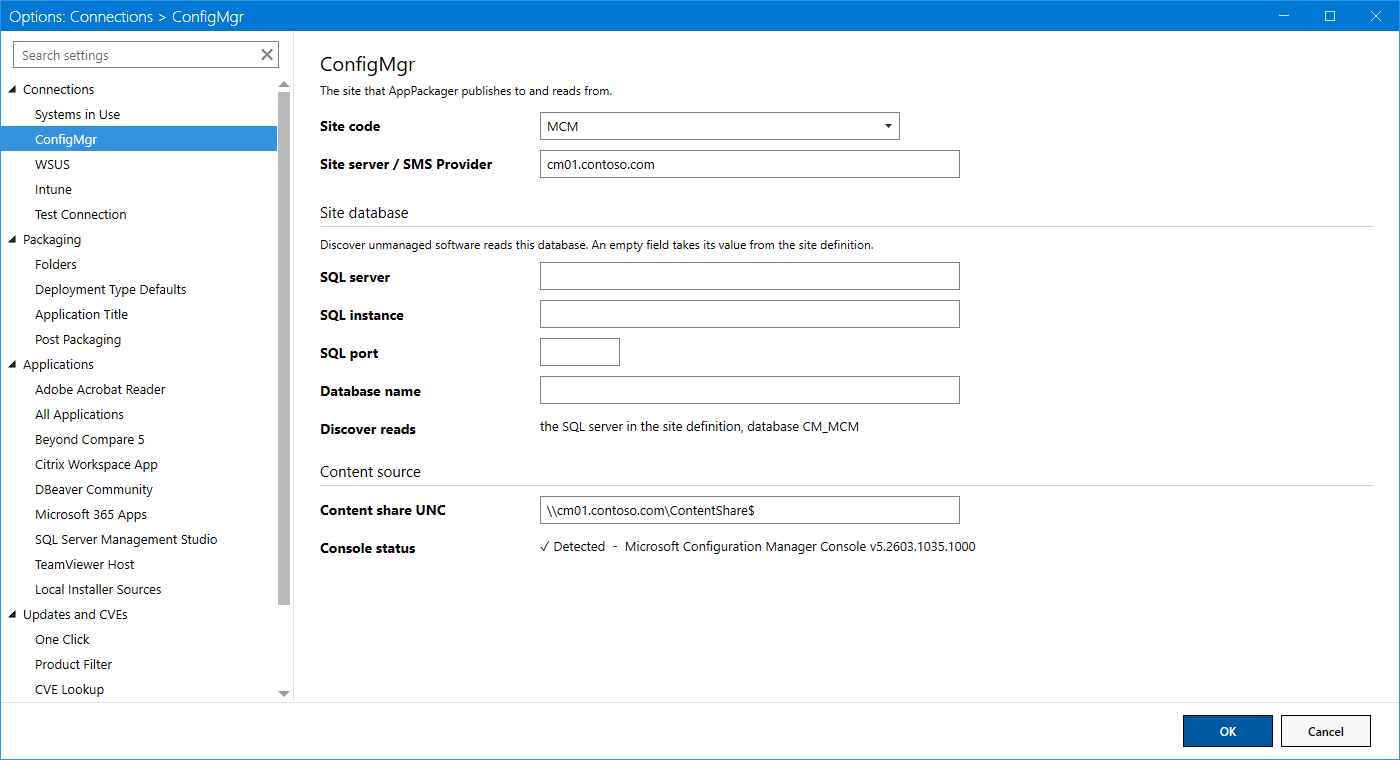 Options: Connections > ConfigMgr
Search settings
Connections
Systems in Use
ConfigMgr
WSUS
Intune
Test Connection
Packaging
Folders
Deployment Type Defaults
Application Title
Post Packaging
Applications
Adobe Acrobat Reader
All Applications
Beyond Compare 5
Citrix Workspace App
DBeaver Community
Microsoft 365 Apps
SQL Server Management Studio
TeamViewer Host
Local Installer Sources
Updates and CVEs
One Click
Product Filter
CVE Lookup
ConfigMgr
The site that AppPackager publishes to and reads from.
Site code MCM
Site server / SMS Provider cm01.contoso.com
Site database
Discover unmanaged software reads this database. An empty field takes its value from the site definition.
SQL server
SQL instance
SQL port
Database name
Discover reads the SQL server in the site definition, database CM_MCM
Content source
Content share UNC \\cm01.contoso.com\ContentShare$
Console status ✓ Detected - Microsoft Configuration Manager Console v5.2603.1035.1000
OK Cancel